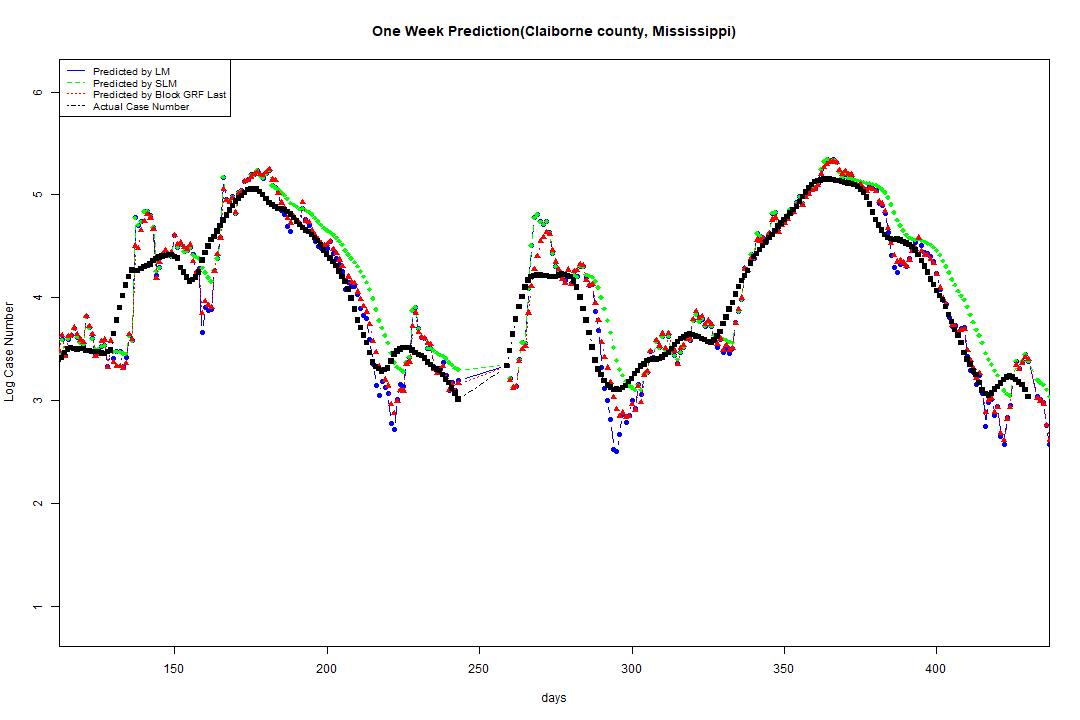 One Week Prediction(Claiborne county, Mississippi)
Predicted by LM
Predicted by SLM
Predicted by Block GRF Last
Actual Case Number
Log Case Number
6
5
4
3
2
1
150 200 250 300 350 400
days